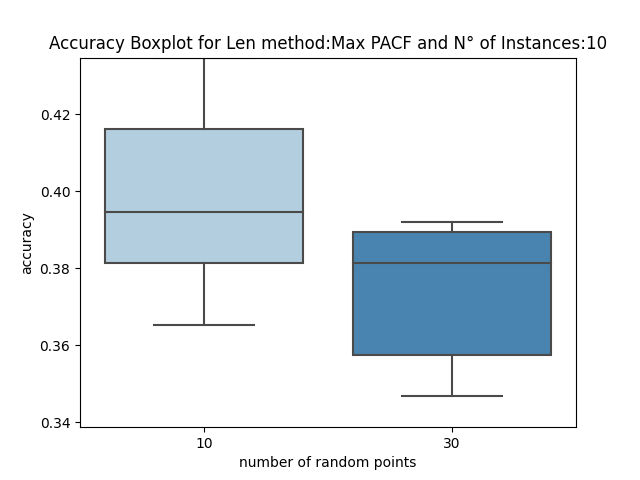 Accuracy Boxplot for Len method:Max PACF and N° of Instances:10
0.42
0.40
0.38
0.36
0.34
accuracy
10 30
number of random points